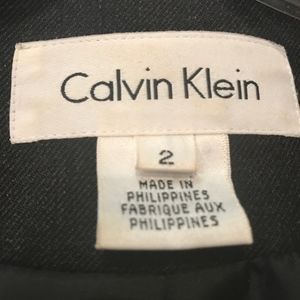 Calvin Klein
2
MADE IN
PHILIPPINES
FABRIQUE AUX
PHILIPPINES